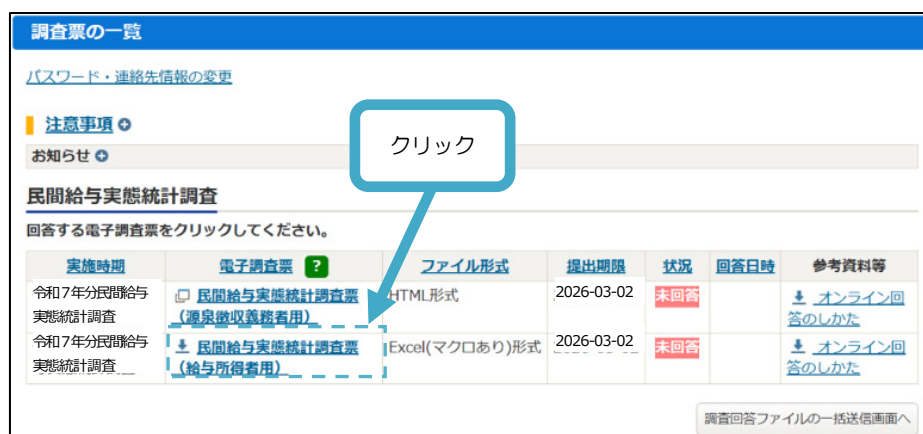 調査票の一覧
パスワード・連絡先情報の変更
注意事項
お知らせ
クリック
民間給与実態統計調査
回答する電子調査票をクリックしてください。
実施時期 電子調査票 ? ファイル形式 提出期限 状況 回答日時 参考資料等
令和7年分民間給与 民間給与実態統計調査票 HTML形式 2026-03-02 未回答 オンライン回
実態統計調査 (源泉徴収義務者用) 答のしかた
令和7年分民間給与 民間給与実態統計調査票 Excel(マクロあり)形式 2026-03-02 未回答 オンライン回
実態統計調査 (給与所得者用) 答のしかた
調査回答ファイルの一括送信画面へ